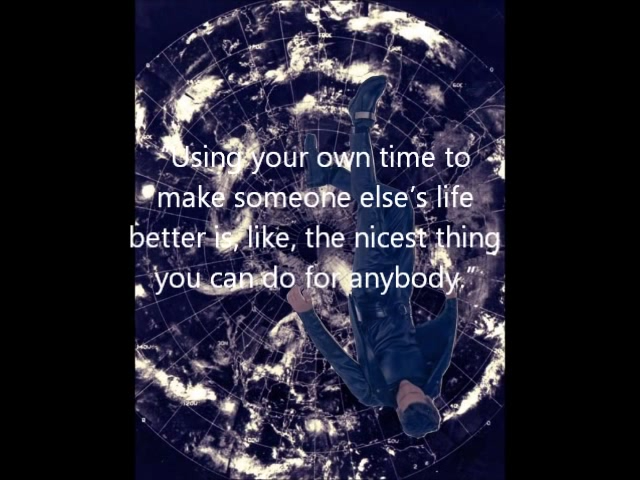 “Using your own time to
make someone else’s life
better is, like, the nicest thing
you can do for anybody.”